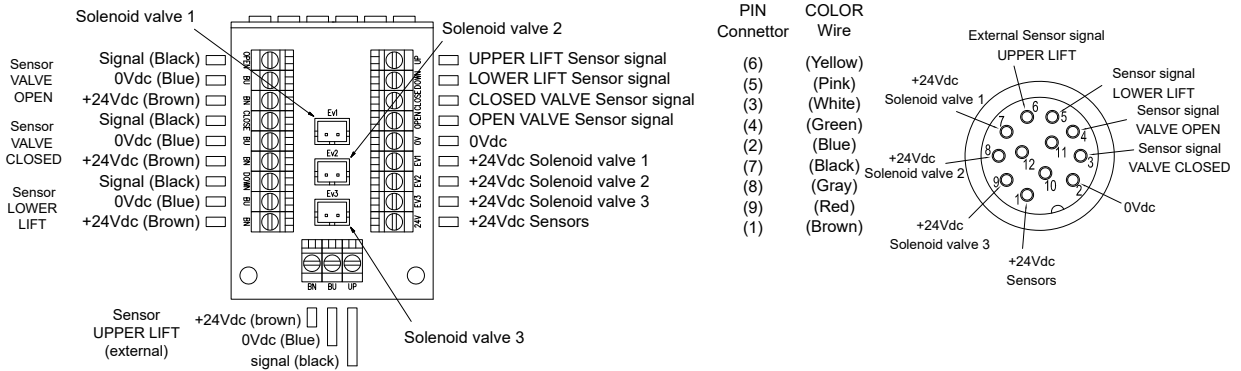 Solenoid valve 1
Solenoid valve 2
Sensor
VALVE
OPEN
Signal (Black)
0Vdc (Blue)
+24Vdc (Brown)
Sensor
VALVE
CLOSED
Signal (Black)
0Vdc (Blue)
+24Vdc (Brown)
Sensor
LOWER
LIFT
Signal (Black)
0Vdc (Blue)
+24Vdc (Brown)
OPEN
BU
BN
CLOSE
BU
BN
DOWN
BU
BN
Ev1
Ev2
Ev3
UP
DOWN
CLOSE
OPEN
0V
EV1
EV2
EV3
24V
UPPER LIFT Sensor signal
LOWER LIFT Sensor signal
CLOSED VALVE Sensor signal
OPEN VALVE Sensor signal
0Vdc
+24Vdc Solenoid valve 1
+24Vdc Solenoid valve 2
+24Vdc Solenoid valve 3
+24Vdc Sensors
BN BU UP
Sensor
UPPER LIFT
(external)
+24Vdc (brown)
0Vdc (Blue)
signal (black)
Solenoid valve 3
PIN COLOR
Connettor Wire
(6) (Yellow)
(5) (Pink)
(3) (White)
(4) (Green)
(2) (Blue)
(7) (Black)
(8) (Gray)
(9) (Red)
(1) (Brown)
External Sensor signal
UPPER LIFT
Sensor signal
LOWER LIFT
Sensor signal
VALVE OPEN
Sensor signal
VALVE CLOSED
0Vdc
+24Vdc
Sensors
+24Vdc
Solenoid valve 3
+24Vdc
Solenoid valve 2
+24Vdc
Solenoid valve 1
6
5
7
4
11
8
12
3
9
10
2
1